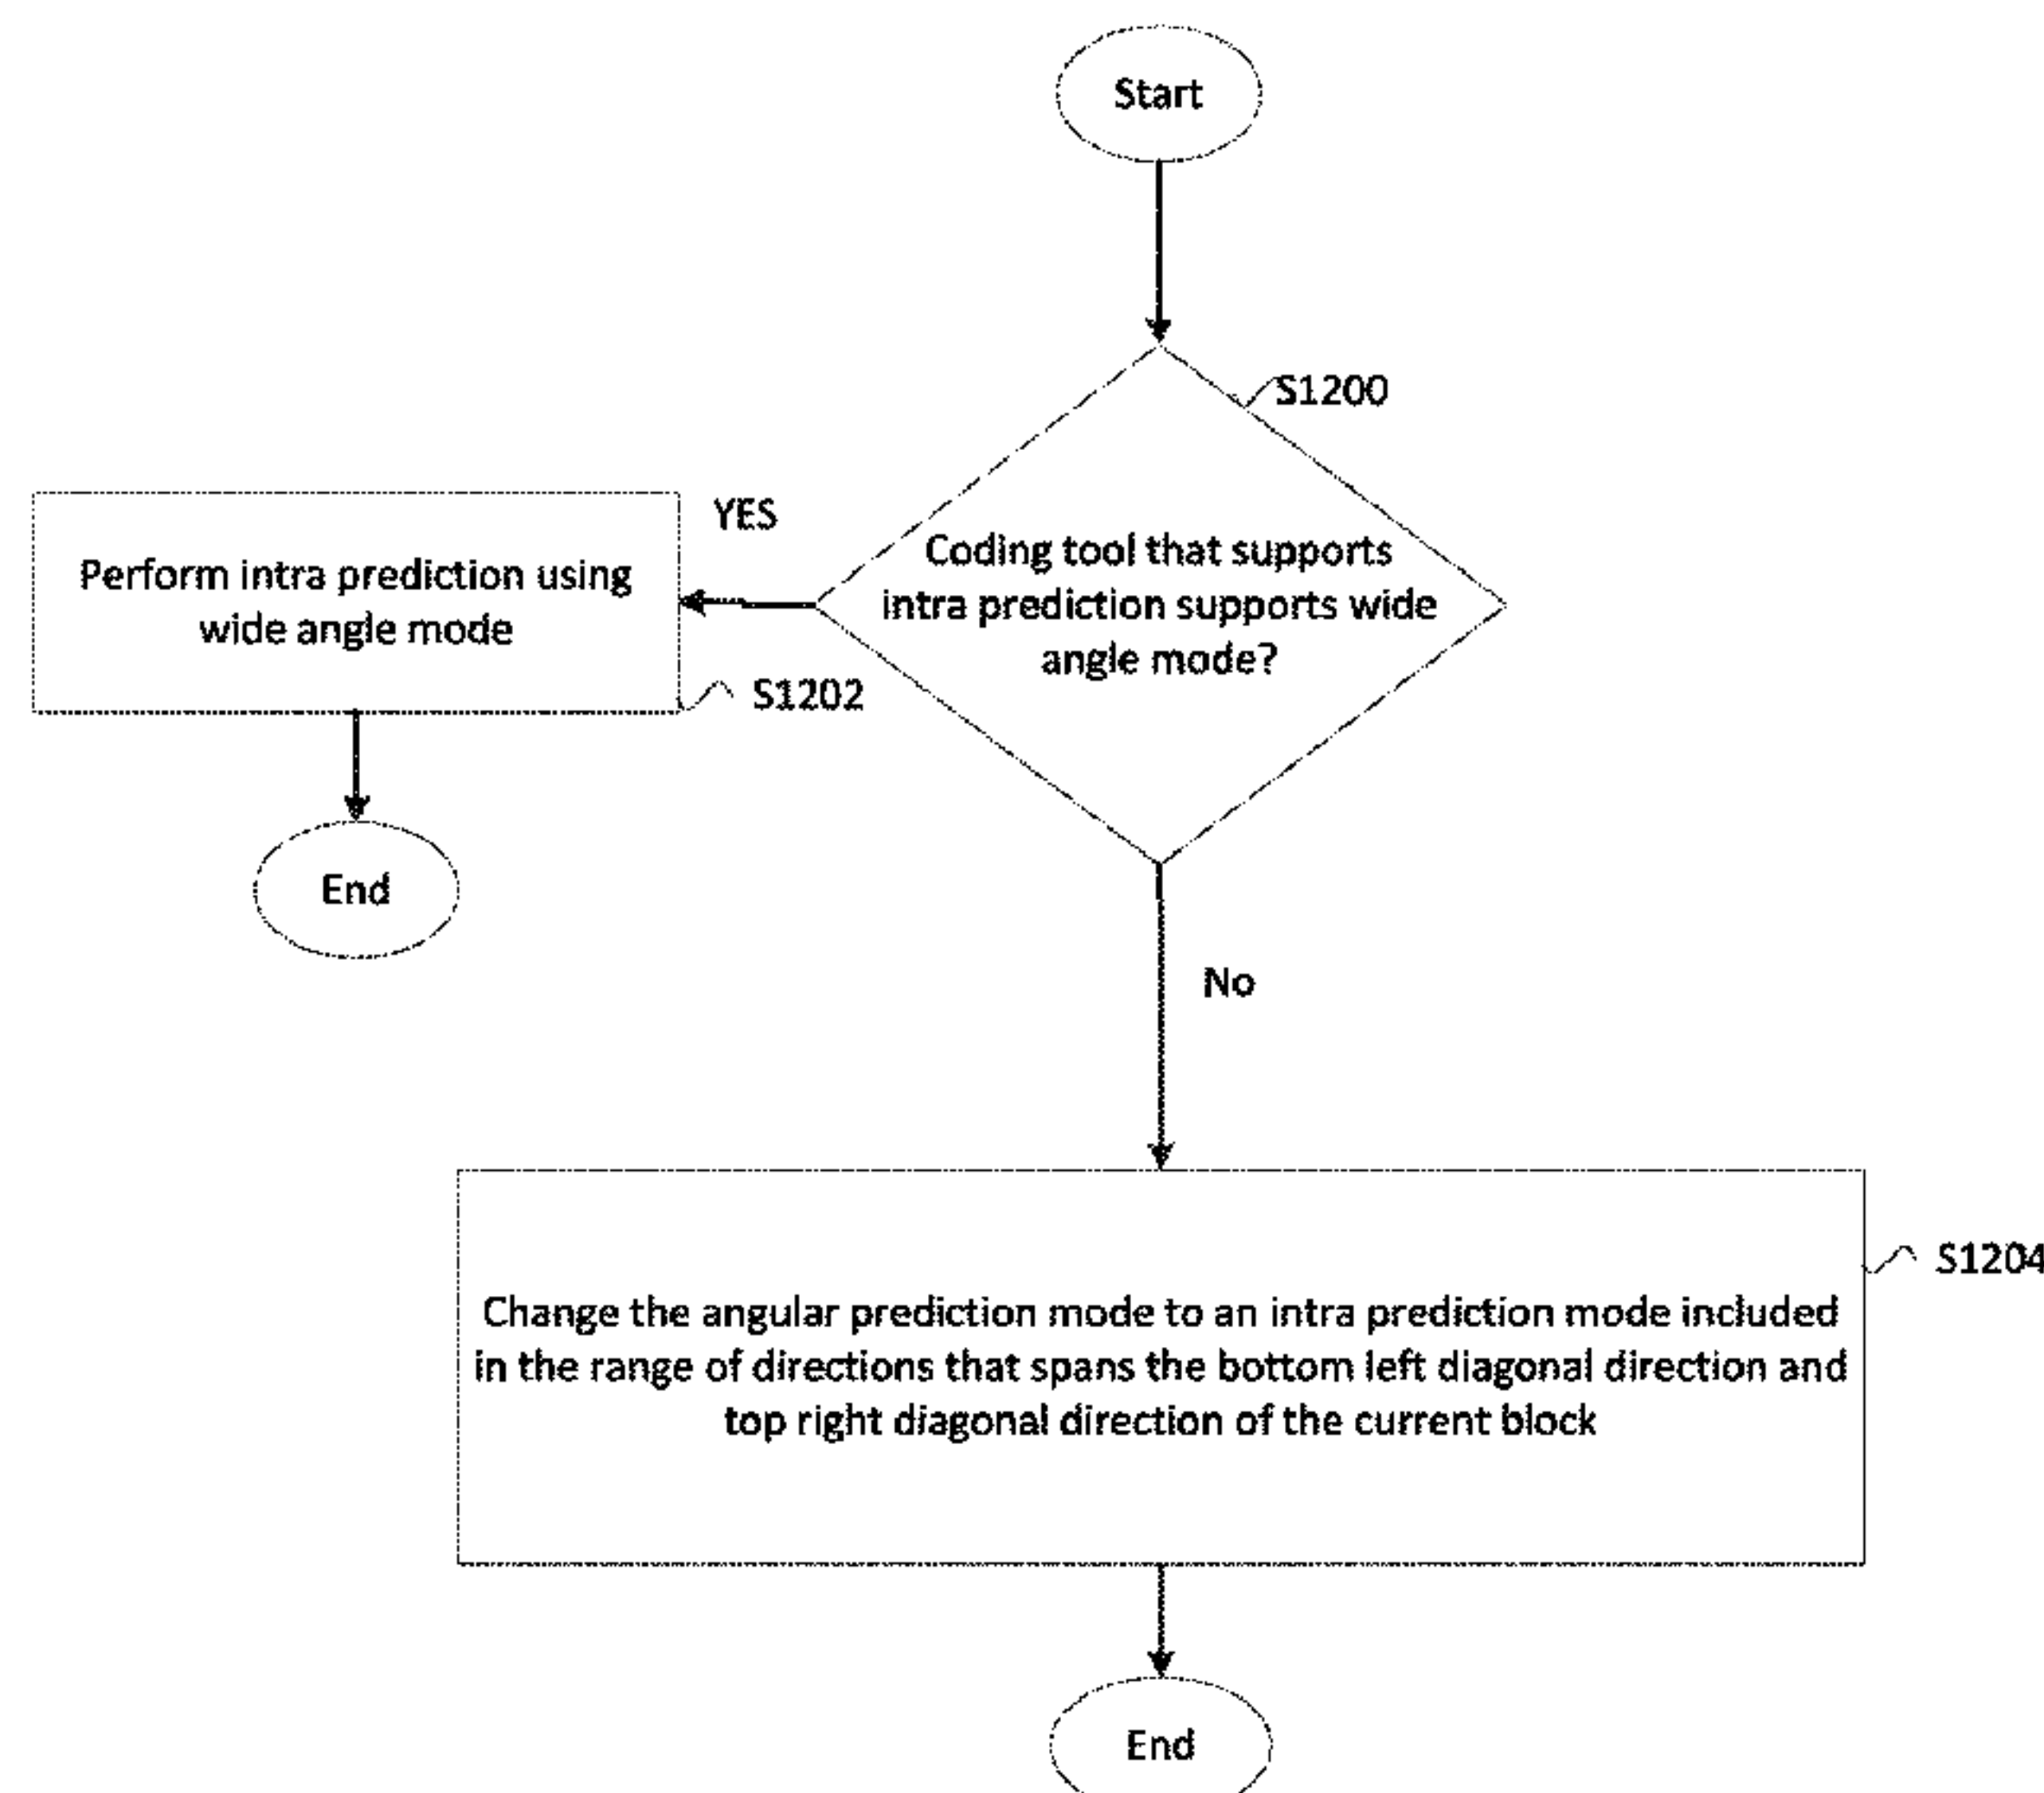 Start
S1200
Coding tool that supports
intra prediction supports wide
angle mode?
YES
Perform intra prediction using
wide angle mode
S1202
End
No
S1204
Change the angular prediction mode to an intra prediction mode included
in the range of directions that spans the bottom left diagonal direction and
top right diagonal direction of the current block
End